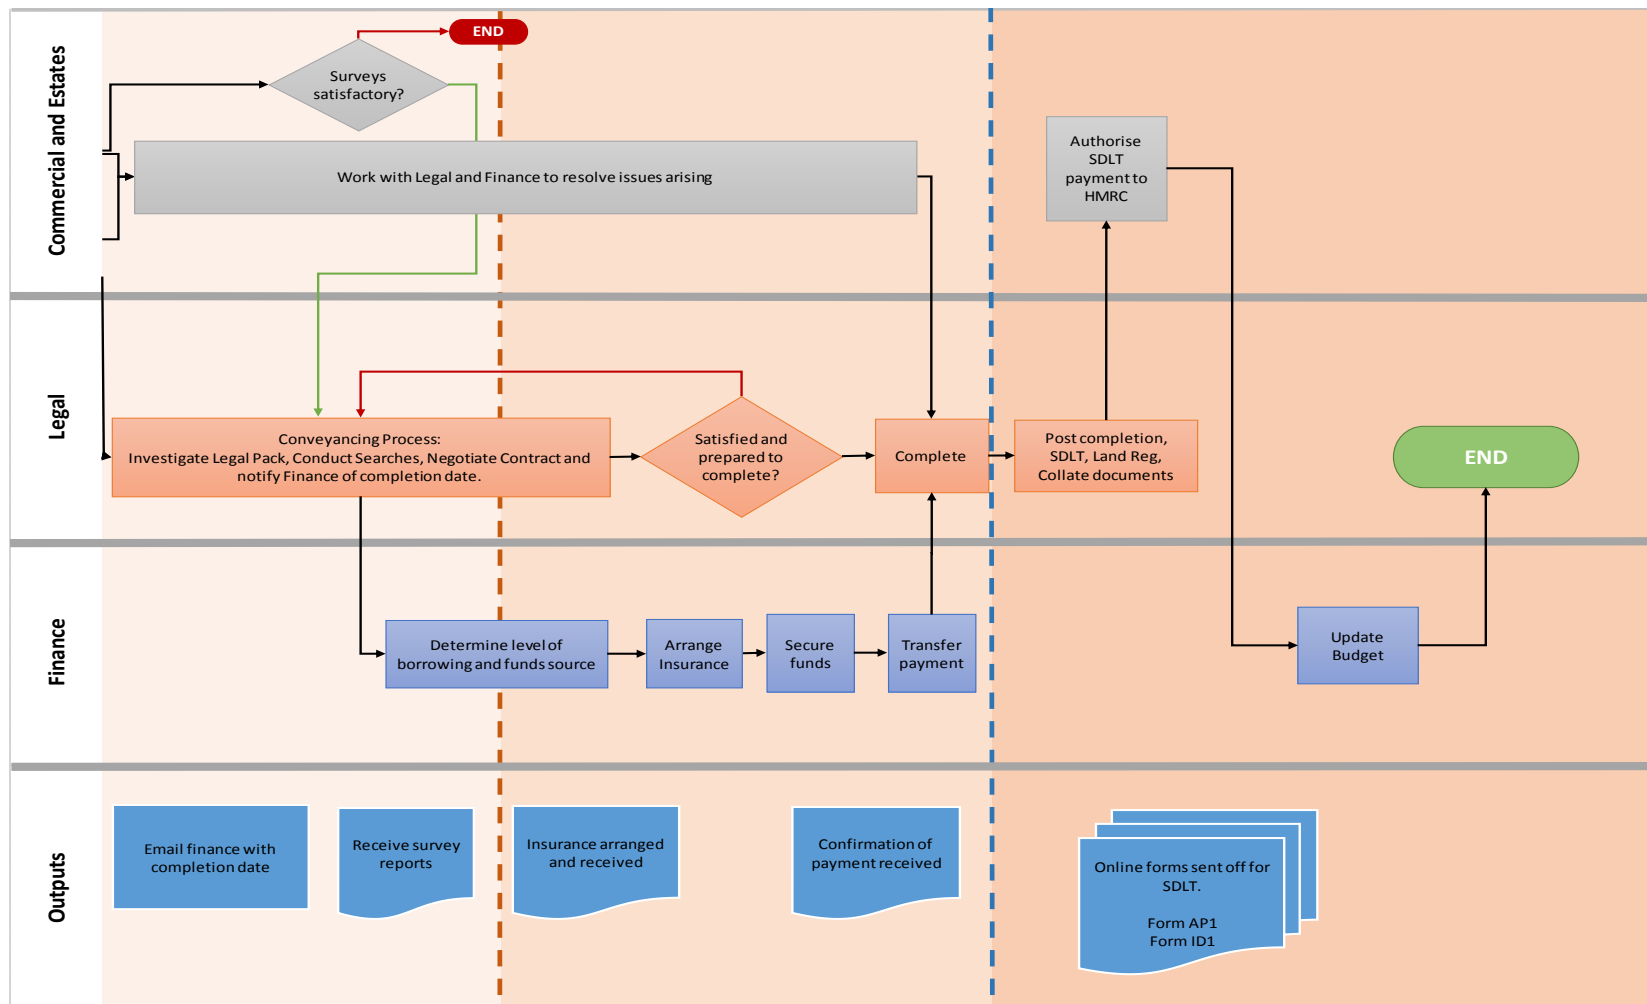 Commercial and Estates
END
Surveys
satisfactory?
Work with Legal and Finance to resolve issues arising
Authorise
SDLT
payment to
HMRC
Legal
Conveyancing Process:
Investigate Legal Pack, Conduct Searches, Negotiate Contract and
notify Finance of completion date.
Satisfied and
prepared to
complete?
Complete
Post completion,
SDLT, Land Reg,
Collate documents
END
Finance
Determine level of
borrowing and funds source
Arrange
Insurance
Secure
funds
Transfer
payment
Update
Budget
Outputs
Email finance with
completion date
Receive survey
reports
Insurance arranged
and received
Confirmation of
payment received
Online forms sent off for
SDLT.
Form AP1
Form ID1